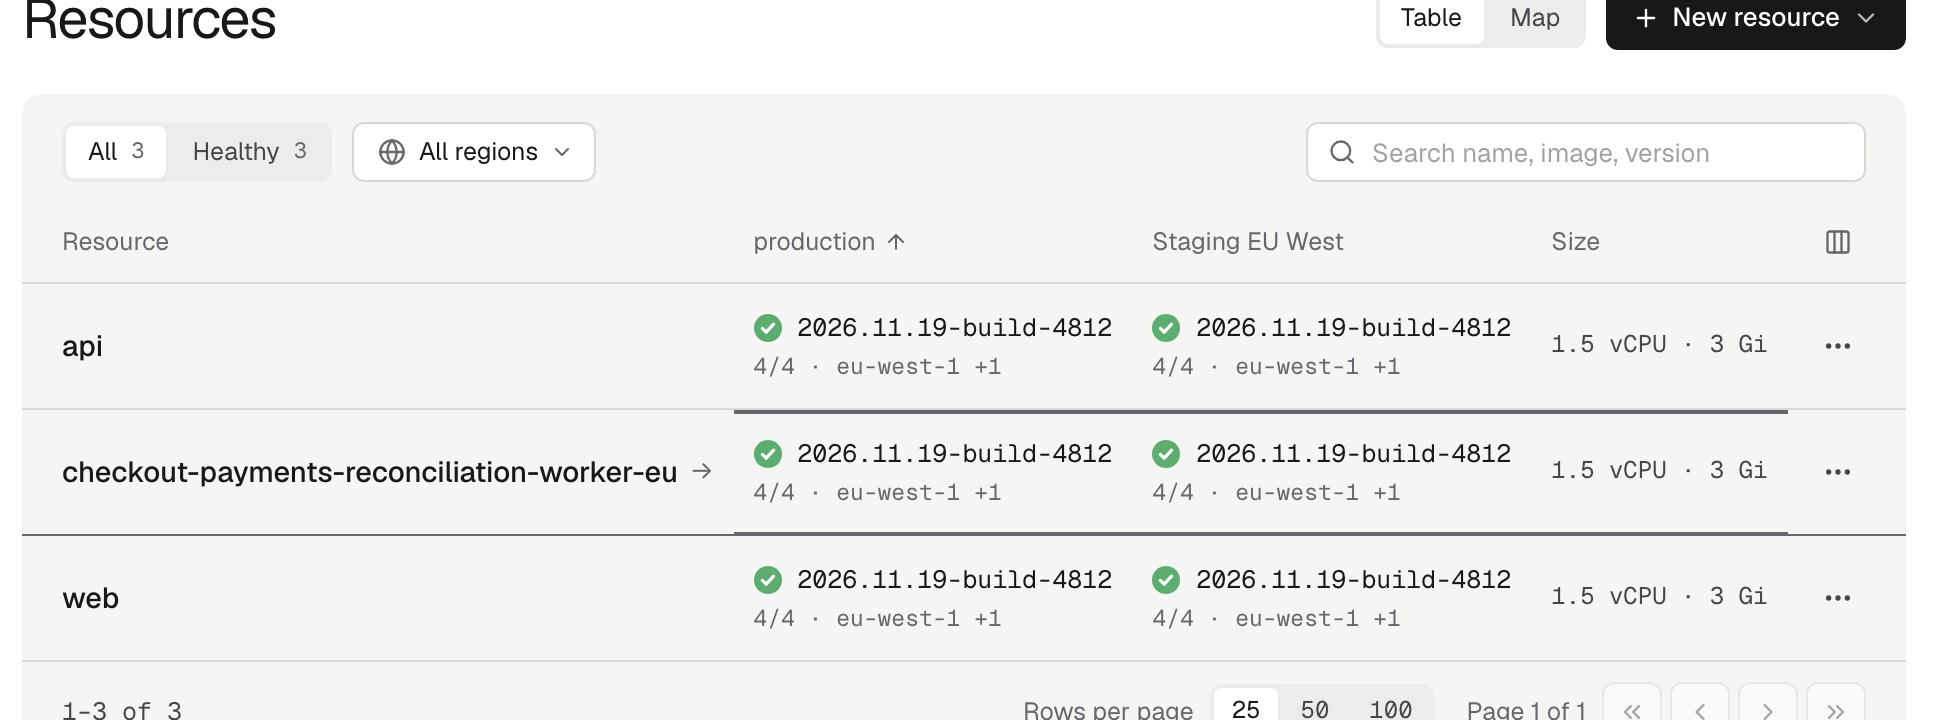 Resources
Table Map + New resource
All 3 Healthy 3 All regions Search name, image, version
Resource production ↑ Staging EU West Size
api 2026.11.19-build-4812 2026.11.19-build-4812 1.5 vCPU · 3 Gi
4/4 · eu-west-1 +1 4/4 · eu-west-1 +1
checkout-payments-reconciliation-worker-eu → 2026.11.19-build-4812 2026.11.19-build-4812 1.5 vCPU · 3 Gi
4/4 · eu-west-1 +1 4/4 · eu-west-1 +1
web 2026.11.19-build-4812 2026.11.19-build-4812 1.5 vCPU · 3 Gi
4/4 · eu-west-1 +1 4/4 · eu-west-1 +1
1-3 of 3 Rows per page 25 50 100 Page 1 of 1